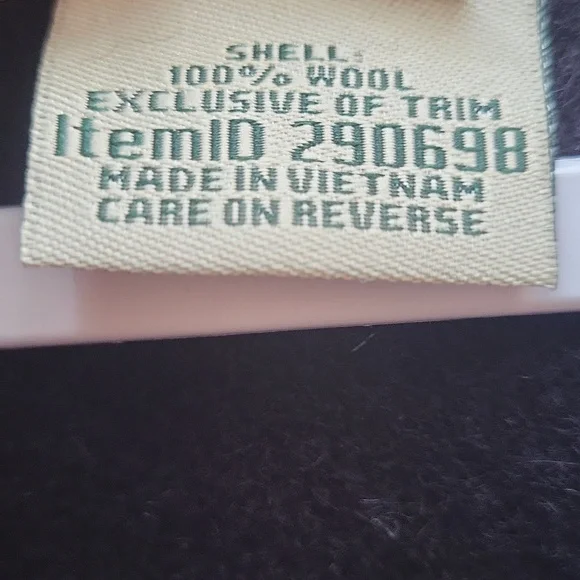 SHELL:
100% WOOL
EXCLUSIVE OF TRIM
ItemID 290698
MADE IN VIETNAM
CARE ON REVERSE